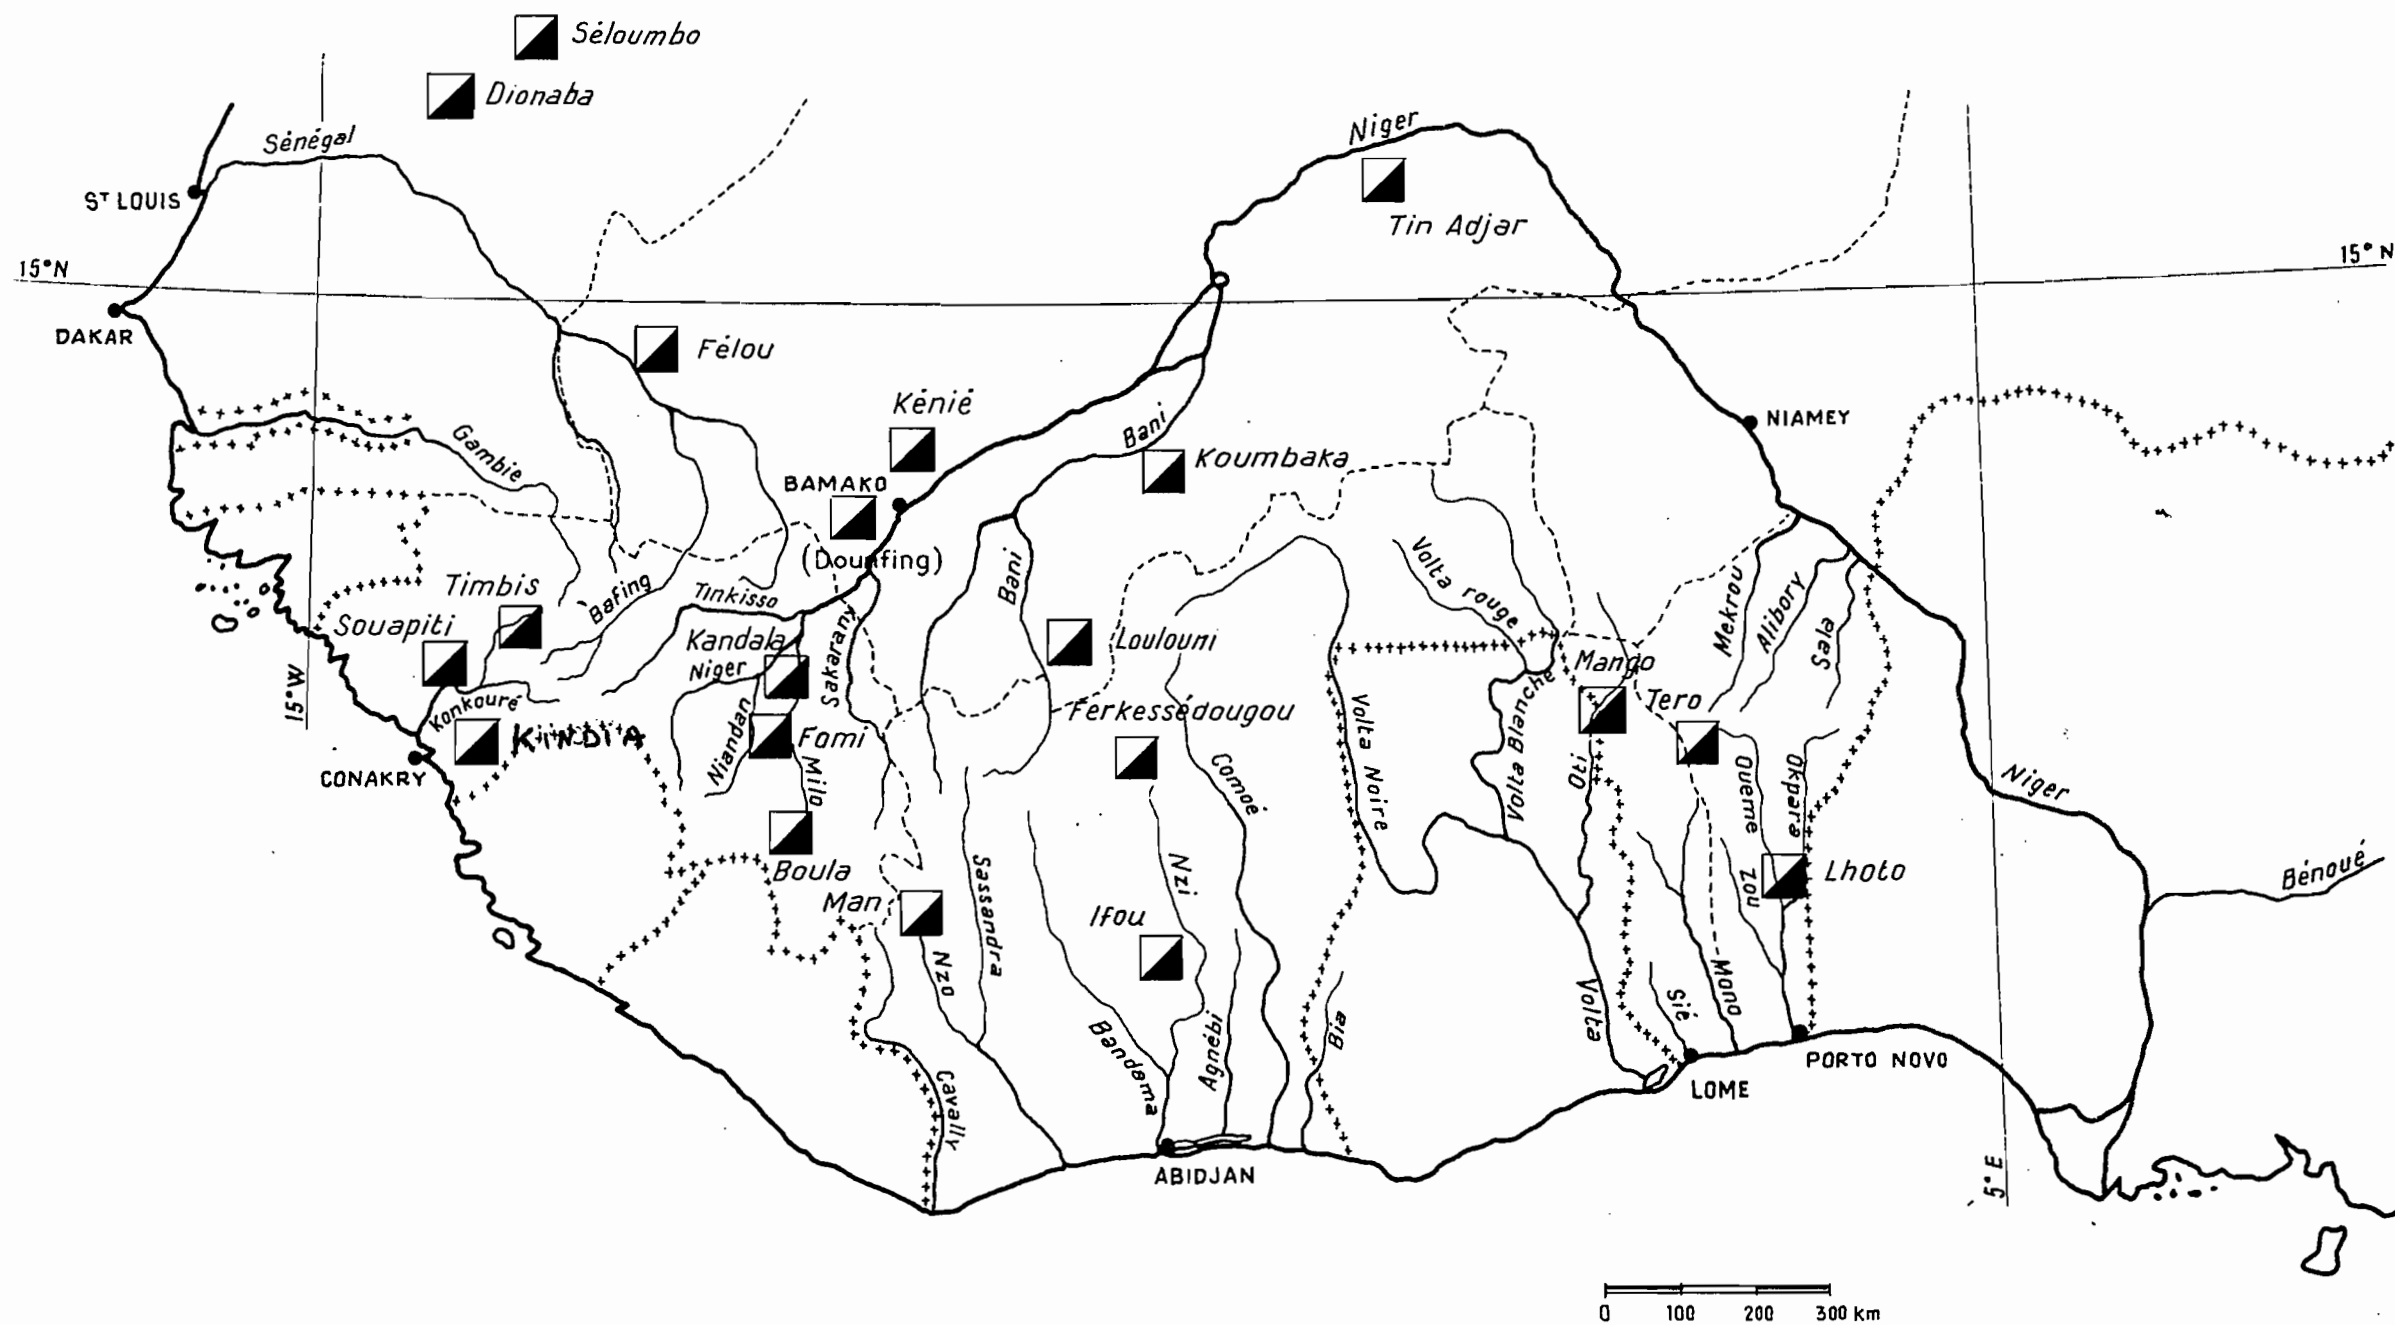 Séloumbo
Dionaba
Sénégal
Niger
ST LOUIS
Tin Adjar
15°N
15° N
DAKAR
Félou
Kénié
NIAMEY
Gambie
Bani
Koumbaka
BAMAKO
(Dounfing)
Volta rouge
Bani
Timbis
Bafing
Tinkisso
Mekrou
Alibory
Sala
Souapiti
Kandala
Sakarany
Loulouni
Mango
Niger
15°W
Konkouré
Niandan
Ferkessédougou
Volta Noire
Volta Blanche
Tero
KINDIA
Fomi
Milo
Comoé
Oti
Ouémé
Okpara
Niger
CONAKRY
Boula
Sassandra
Nzi
Zou
Lhoto
Bénoué
Man
Ifou
Nzo
Mono
Volta
Sié
Bandama
Agnébi
Bia
PORTO NOVO
Cavally
LOME
ABIDJAN
5° E
0 100 200 300 km